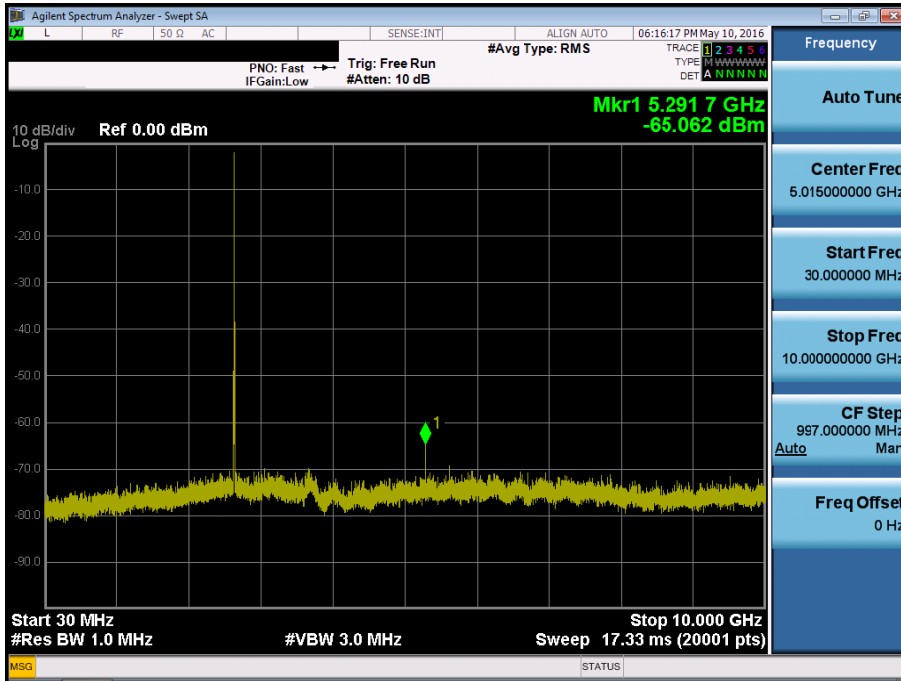 Agilent Spectrum Analyzer - Swept SA
LXI L RF 50 Ω AC SENSE:INT ALIGN AUTO 06:16:17 PM May 10, 2016
#Avg Type: RMS
TRACE 1 2 3 4 5 6
PNO: Fast Trig: Free Run
TYPE M WWWWW
IFGain:Low #Atten: 10 dB
DET A N N N N N
Mkr1 5.291 7 GHz
-65.062 dBm
10 dB/div Ref 0.00 dBm
Log
-10.0
-20.0
-30.0
-40.0
-50.0
-60.0
1
-70.0
-80.0
-90.0
Start 30 MHz Stop 10.000 GHz
#Res BW 1.0 MHz #VBW 3.0 MHz Sweep 17.33 ms (20001 pts)
MSG STATUS
Frequency
Auto Tune
Center Freq
5.015000000 GHz
Start Freq
30.000000 MHz
Stop Freq
10.000000000 GHz
CF Step
997.000000 MHz
Auto Man
Freq Offset
0 Hz